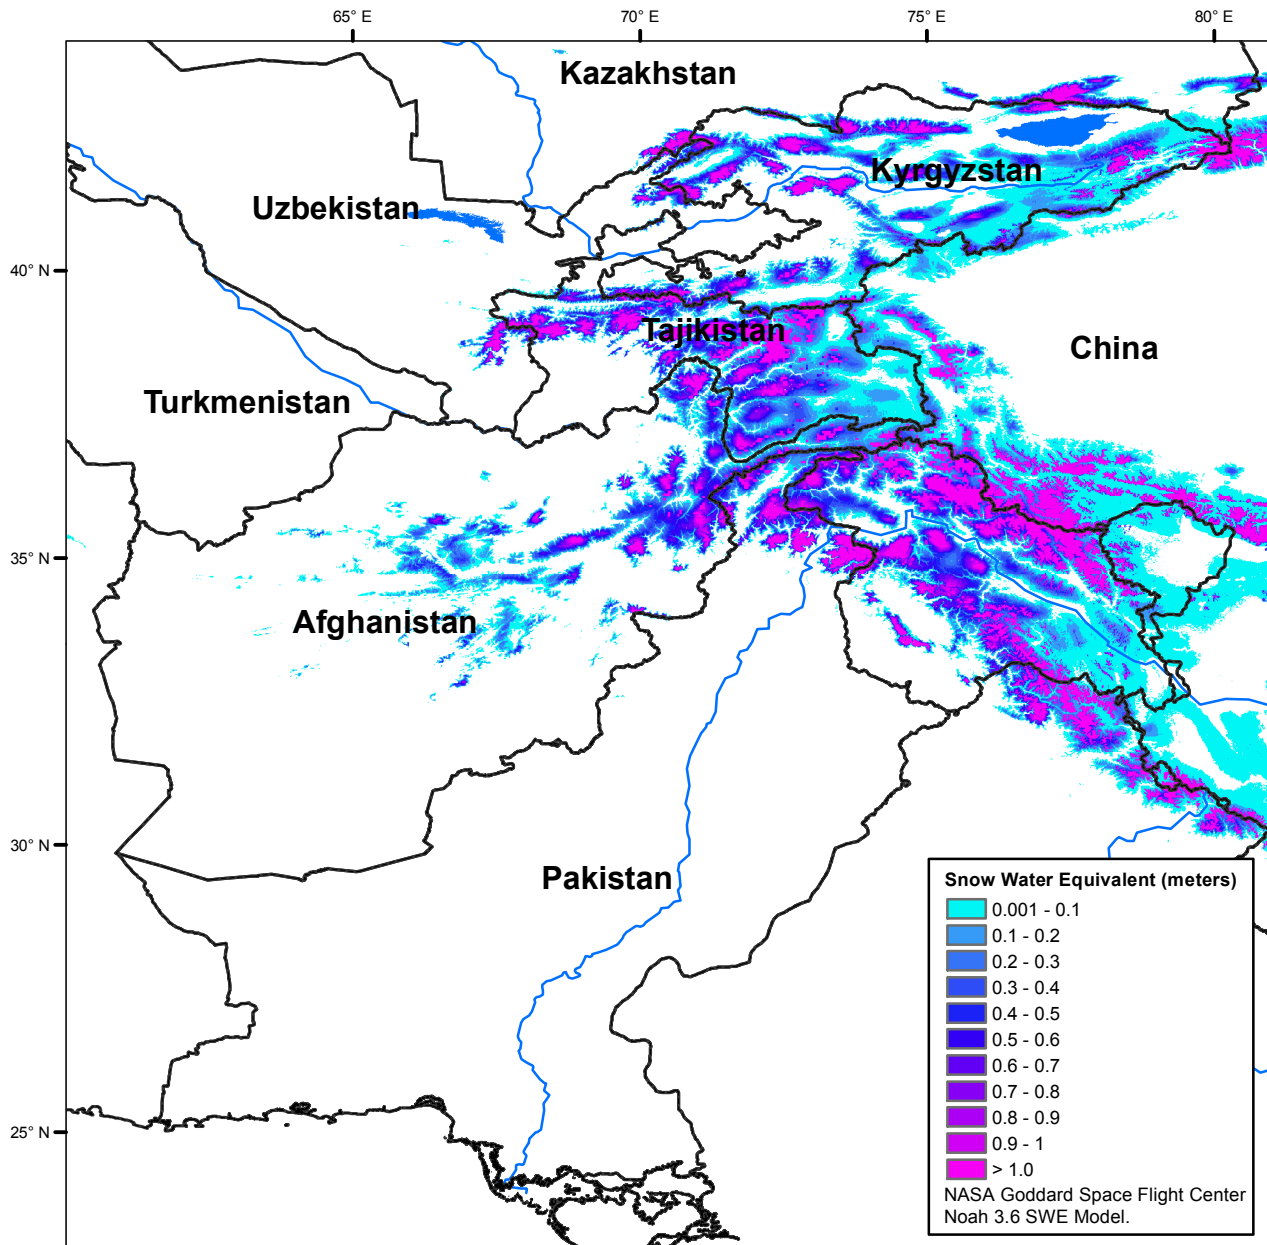 65° E
70° E
75° E
80° E
Kazakhstan
Kyrgyzstan
Uzbekistan
40° N
Tajikistan
China
Turkmenistan
35° N
Afghanistan
30° N
Pakistan
25° N
Snow Water Equivalent (meters)
0.001 - 0.1
0.1 - 0.2
0.2 - 0.3
0.3 - 0.4
0.4 - 0.5
0.5 - 0.6
0.6 - 0.7
0.7 - 0.8
0.8 - 0.9
0.9 - 1
> 1.0
NASA Goddard Space Flight Center
Noah 3.6 SWE Model.